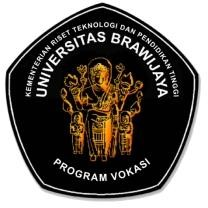 KEMENTERIAN RISET TEKNOLOGI DAN PENDIDIKAN TINGGI
UNIVERSITAS BRAWIJAYA
PROGRAM VOKASI